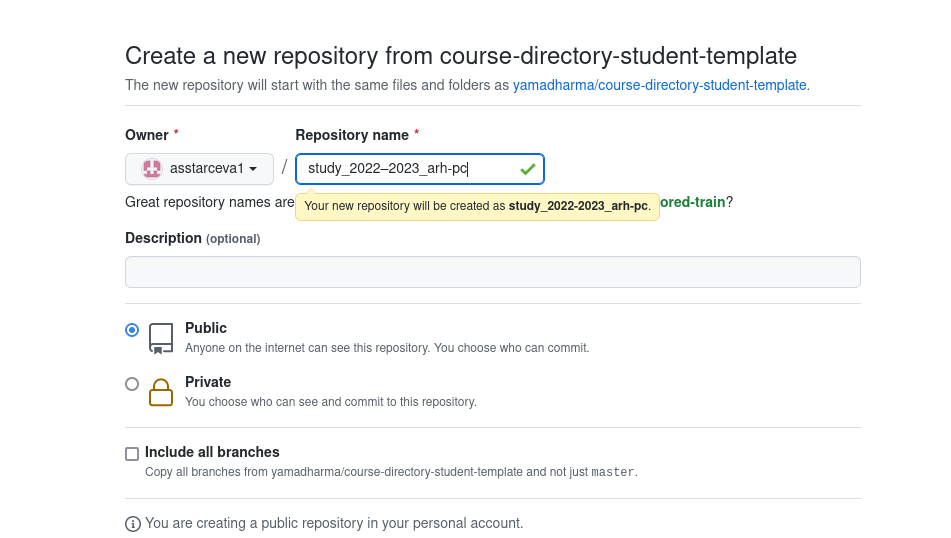 Create a new repository from course-directory-student-template
The new repository will start with the same files and folders as yamadharma/course-directory-student-template.
Owner *
Repository name *
asstarceva1
/
study_2022–2023_arh-pc
Great repository names are
ored-train?
Your new repository will be created as study_2022-2023_arh-pc.
Description (optional)
Public
Anyone on the internet can see this repository. You choose who can commit.
Private
You choose who can see and commit to this repository.
Include all branches
Copy all branches from yamadharma/course-directory-student-template and not just master.
You are creating a public repository in your personal account.